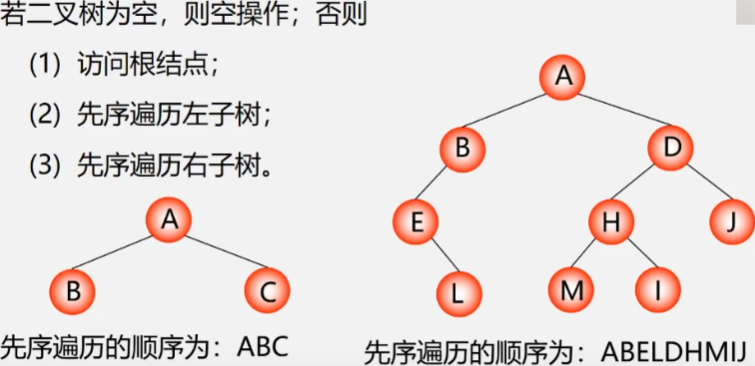 若二叉树为空，则空操作；否则
(1) 访问根结点；
(2) 先序遍历左子树；
(3) 先序遍历右子树。
A
B
C
先序遍历的顺序为：ABC
A
B
D
E
H
J
L
M
I
先序遍历的顺序为：ABELDHMIJ